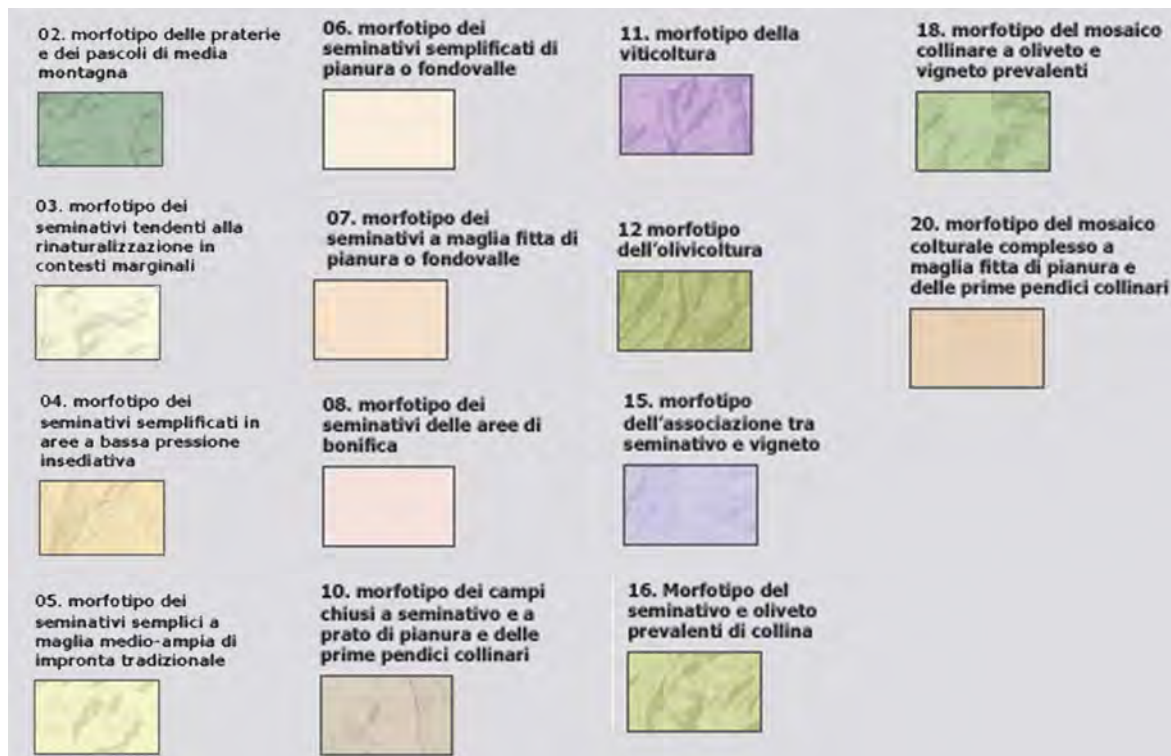 02. morfotipo delle praterie
e dei pascoli di media
montagna
03. morfotipo dei
seminativi tendenti alla
rinaturalizzazione in
contesti marginali
04. morfotipo dei
seminativi semplificati in
aree a bassa pressione
insediativa
05. morfotipo dei
seminativi semplici a
maglia medio-ampia di
impronta tradizionale
06. morfotipo dei
seminativi semplificati di
pianura o fondovalle
07. morfotipo dei
seminativi a maglia fitta di
pianura o fondovalle
08. morfotipo dei
seminativi delle aree di
bonifica
10. morfotipo dei campi
chiusi a seminativo e a
prato di pianura e delle
prime pendici collinari
11. morfotipo della
viticoltura
12 morfotipo
dell'olivicoltura
15. morfotipo
dell'associazione tra
seminativo e vigneto
16. Morfotipo del
seminativo e oliveto
prevalenti di collina
18. morfotipo del mosaico
collinare a oliveto e
vigneto prevalenti
20. morfotipo del mosaico
colturale complesso a
maglia fitta di pianura e
delle prime pendici collinari